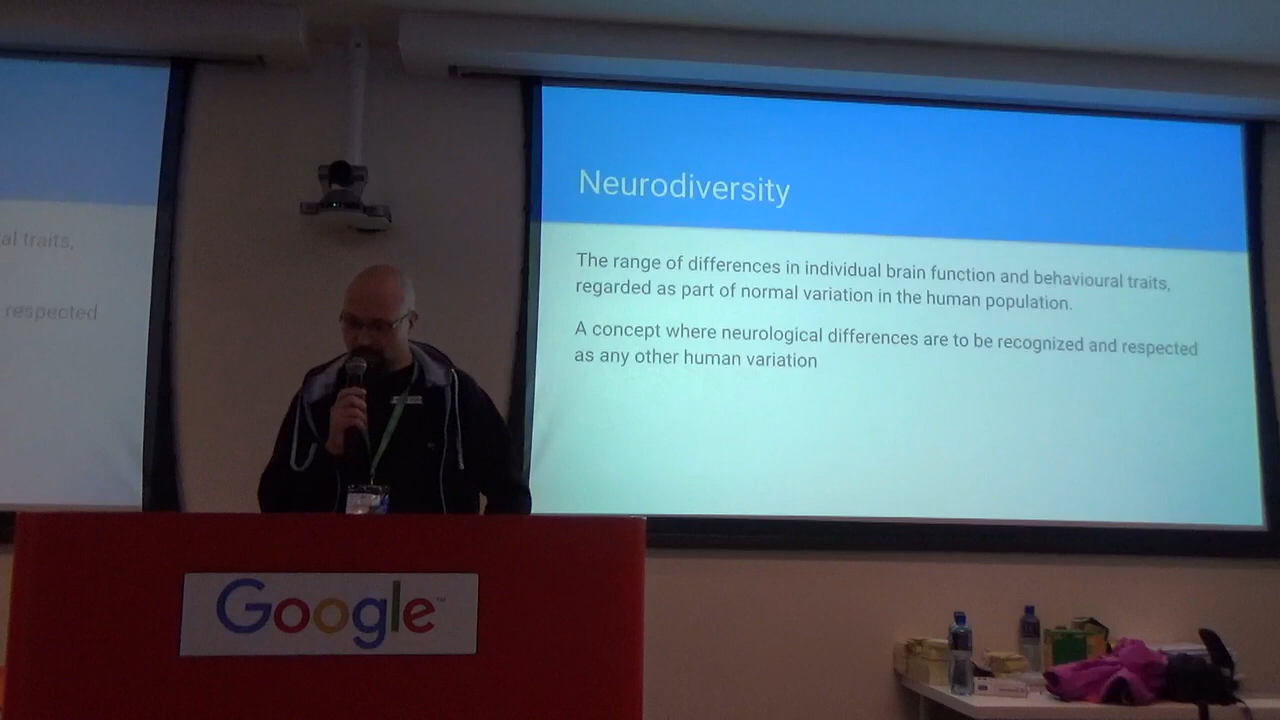 al traits,
respected
Neurodiversity
The range of differences in individual brain function and behavioural traits,
regarded as part of normal variation in the human population.
A concept where neurological differences are to be recognized and respected
as any other human variation
Google™